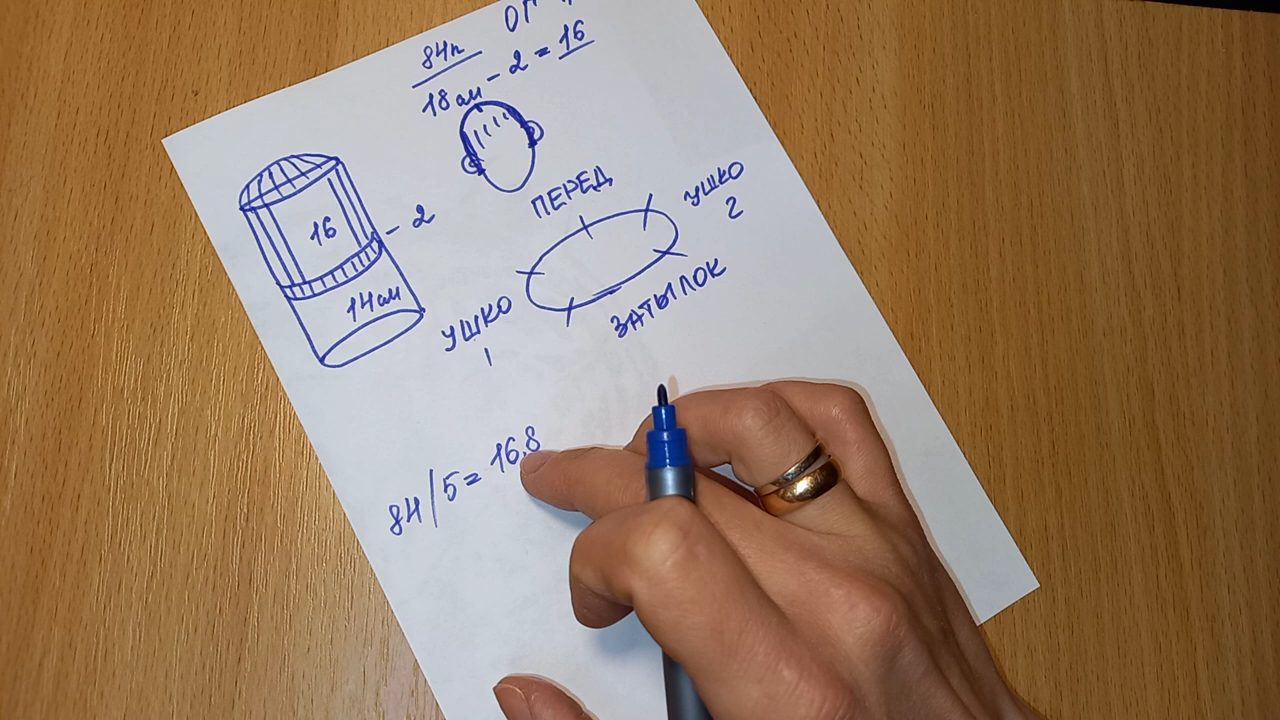 84п
18см - 2 = 16
16
- 2
14см
ПЕРЕД
УШКО
2
УШКО
1
ЗАТЫЛОК
84/5 = 16,8